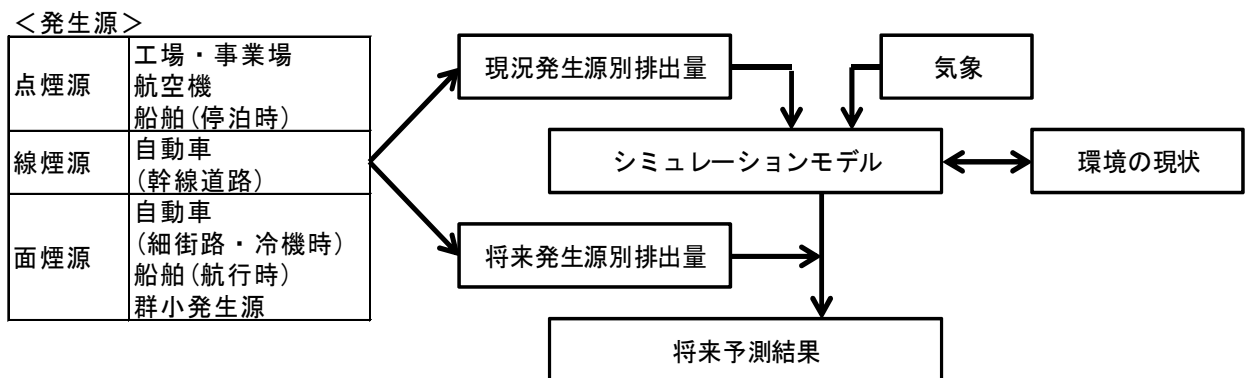 ＜発生源＞
点煙源
工場・事業場
航空機
船舶(停泊時)
線煙源
自動車
(幹線道路)
面煙源
自動車
(細街路・冷機時)
船舶(航行時)
群小発生源
現況発生源別排出量
気象
シミュレーションモデル
環境の現状
将来発生源別排出量
将来予測結果